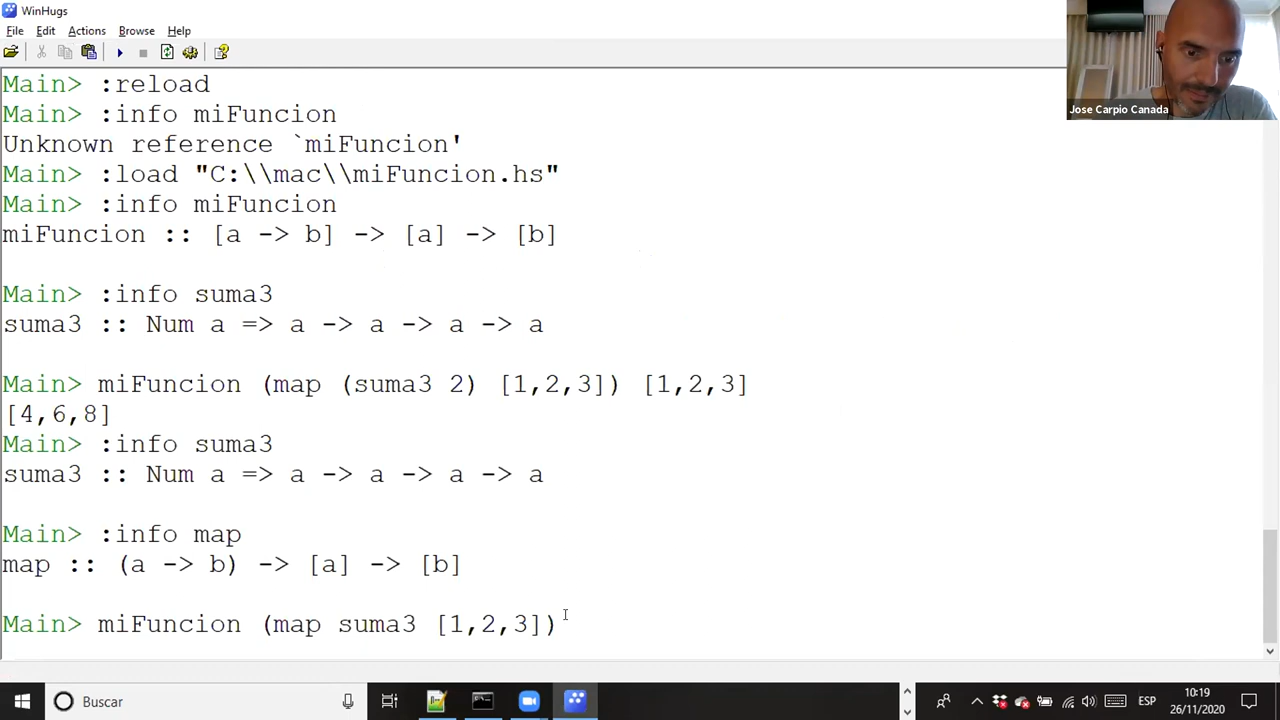 WinHugs
File Edit Actions Browse Help
Main> :reload
Main> :info miFuncion
Unknown reference `miFuncion'
Main> :load "C:\\mac\\miFuncion.hs"
Main> :info miFuncion
miFuncion :: [a -> b] -> [a] -> [b]
Main> :info suma3
suma3 :: Num a => a -> a -> a -> a
Main> miFuncion (map (suma3 2) [1,2,3]) [1,2,3]
[4,6,8]
Main> :info suma3
suma3 :: Num a => a -> a -> a -> a
Main> :info map
map :: (a -> b) -> [a] -> [b]
Main> miFuncion (map suma3 [1,2,3])
Jose Carpio Canada
Buscar
ESP
10:19
26/11/2020